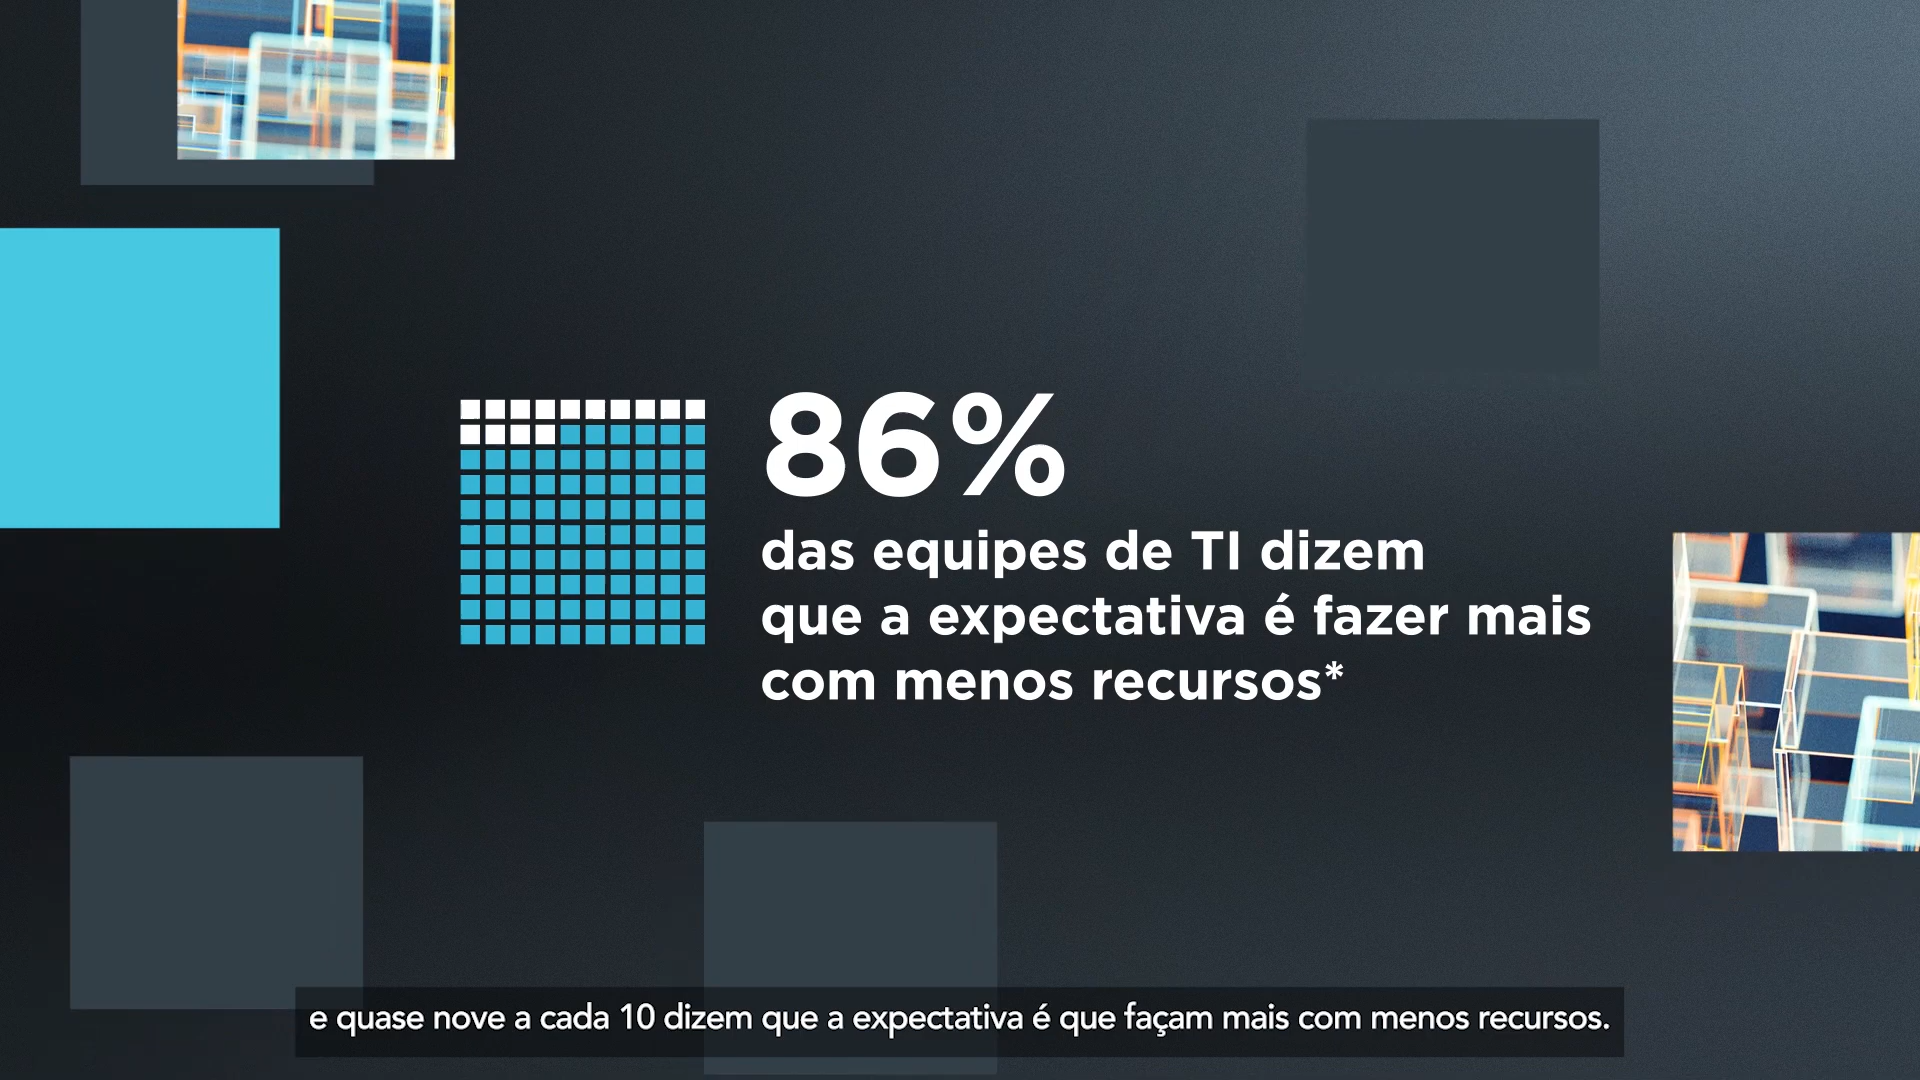 86%
das equipes de TI dizem
que a expectativa é fazer mais
com menos recursos*
e quase nove a cada 10 dizem que a expectativa é que façam mais com menos recursos.